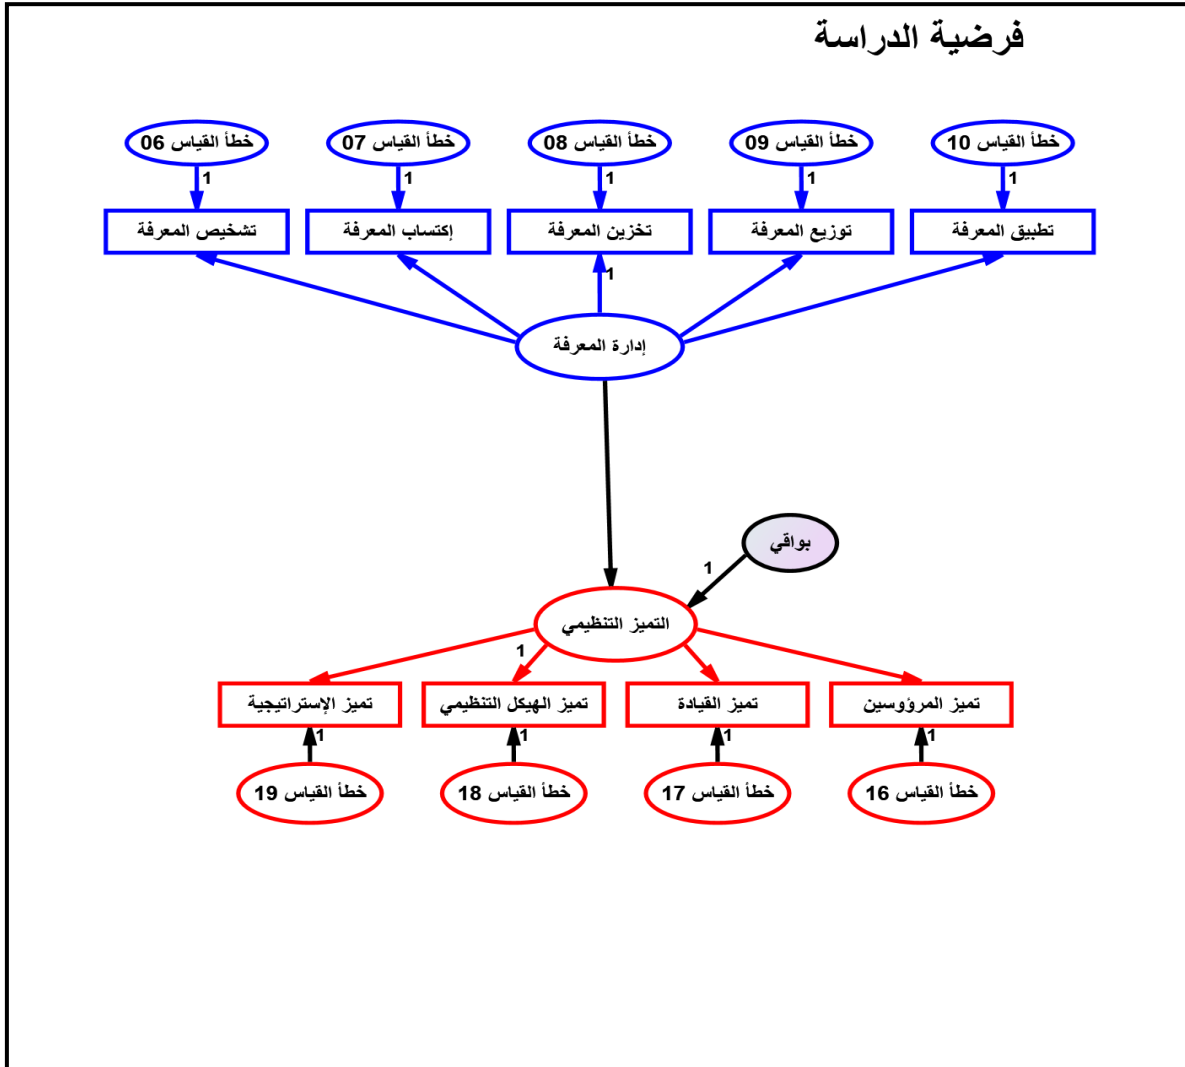 فرضية الدراسة
خطأ القياس 10
خطأ القياس 09
خطأ القياس 08
خطأ القياس 07
خطأ القياس 06
1
1
1
1
1
تطبيق المعرفة
توزيع المعرفة
تخزين المعرفة
إكتساب المعرفة
تشخيص المعرفة
1
إدارة المعرفة
بواقي
1
التميز التنظيمي
1
تميز المرؤوسين
تميز القيادة
تميز الهيكل التنظيمي
تميز الإستراتيجية
1
1
1
1
خطأ القياس 16
خطأ القياس 17
خطأ القياس 18
خطأ القياس 19